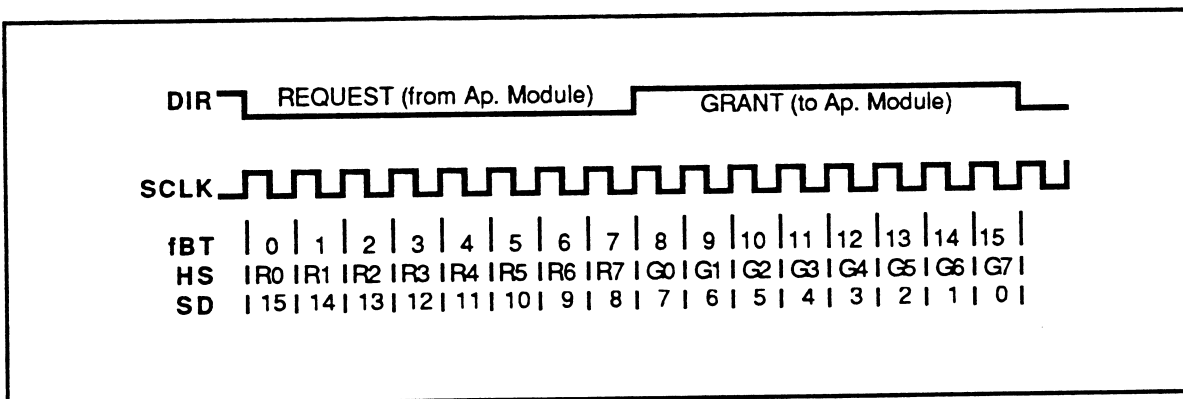 DIR REQUEST (from Ap. Module) GRANT (to Ap. Module)
SCLK
fBT | 0 | 1 | 2 | 3 | 4 | 5 | 6 | 7 | 8 | 9 |10 |11 |12 |13 |14 |15 |
HS | R0 | R1 | R2 | R3 | R4 | R5 | R6 | R7 | G0 | G1 | G2 | G3 | G4 | G5 | G6 | G7 |
SD | 15 | 14 | 13 | 12 | 11 | 10 | 9 | 8 | 7 | 6 | 5 | 4 | 3 | 2 | 1 | 0 |